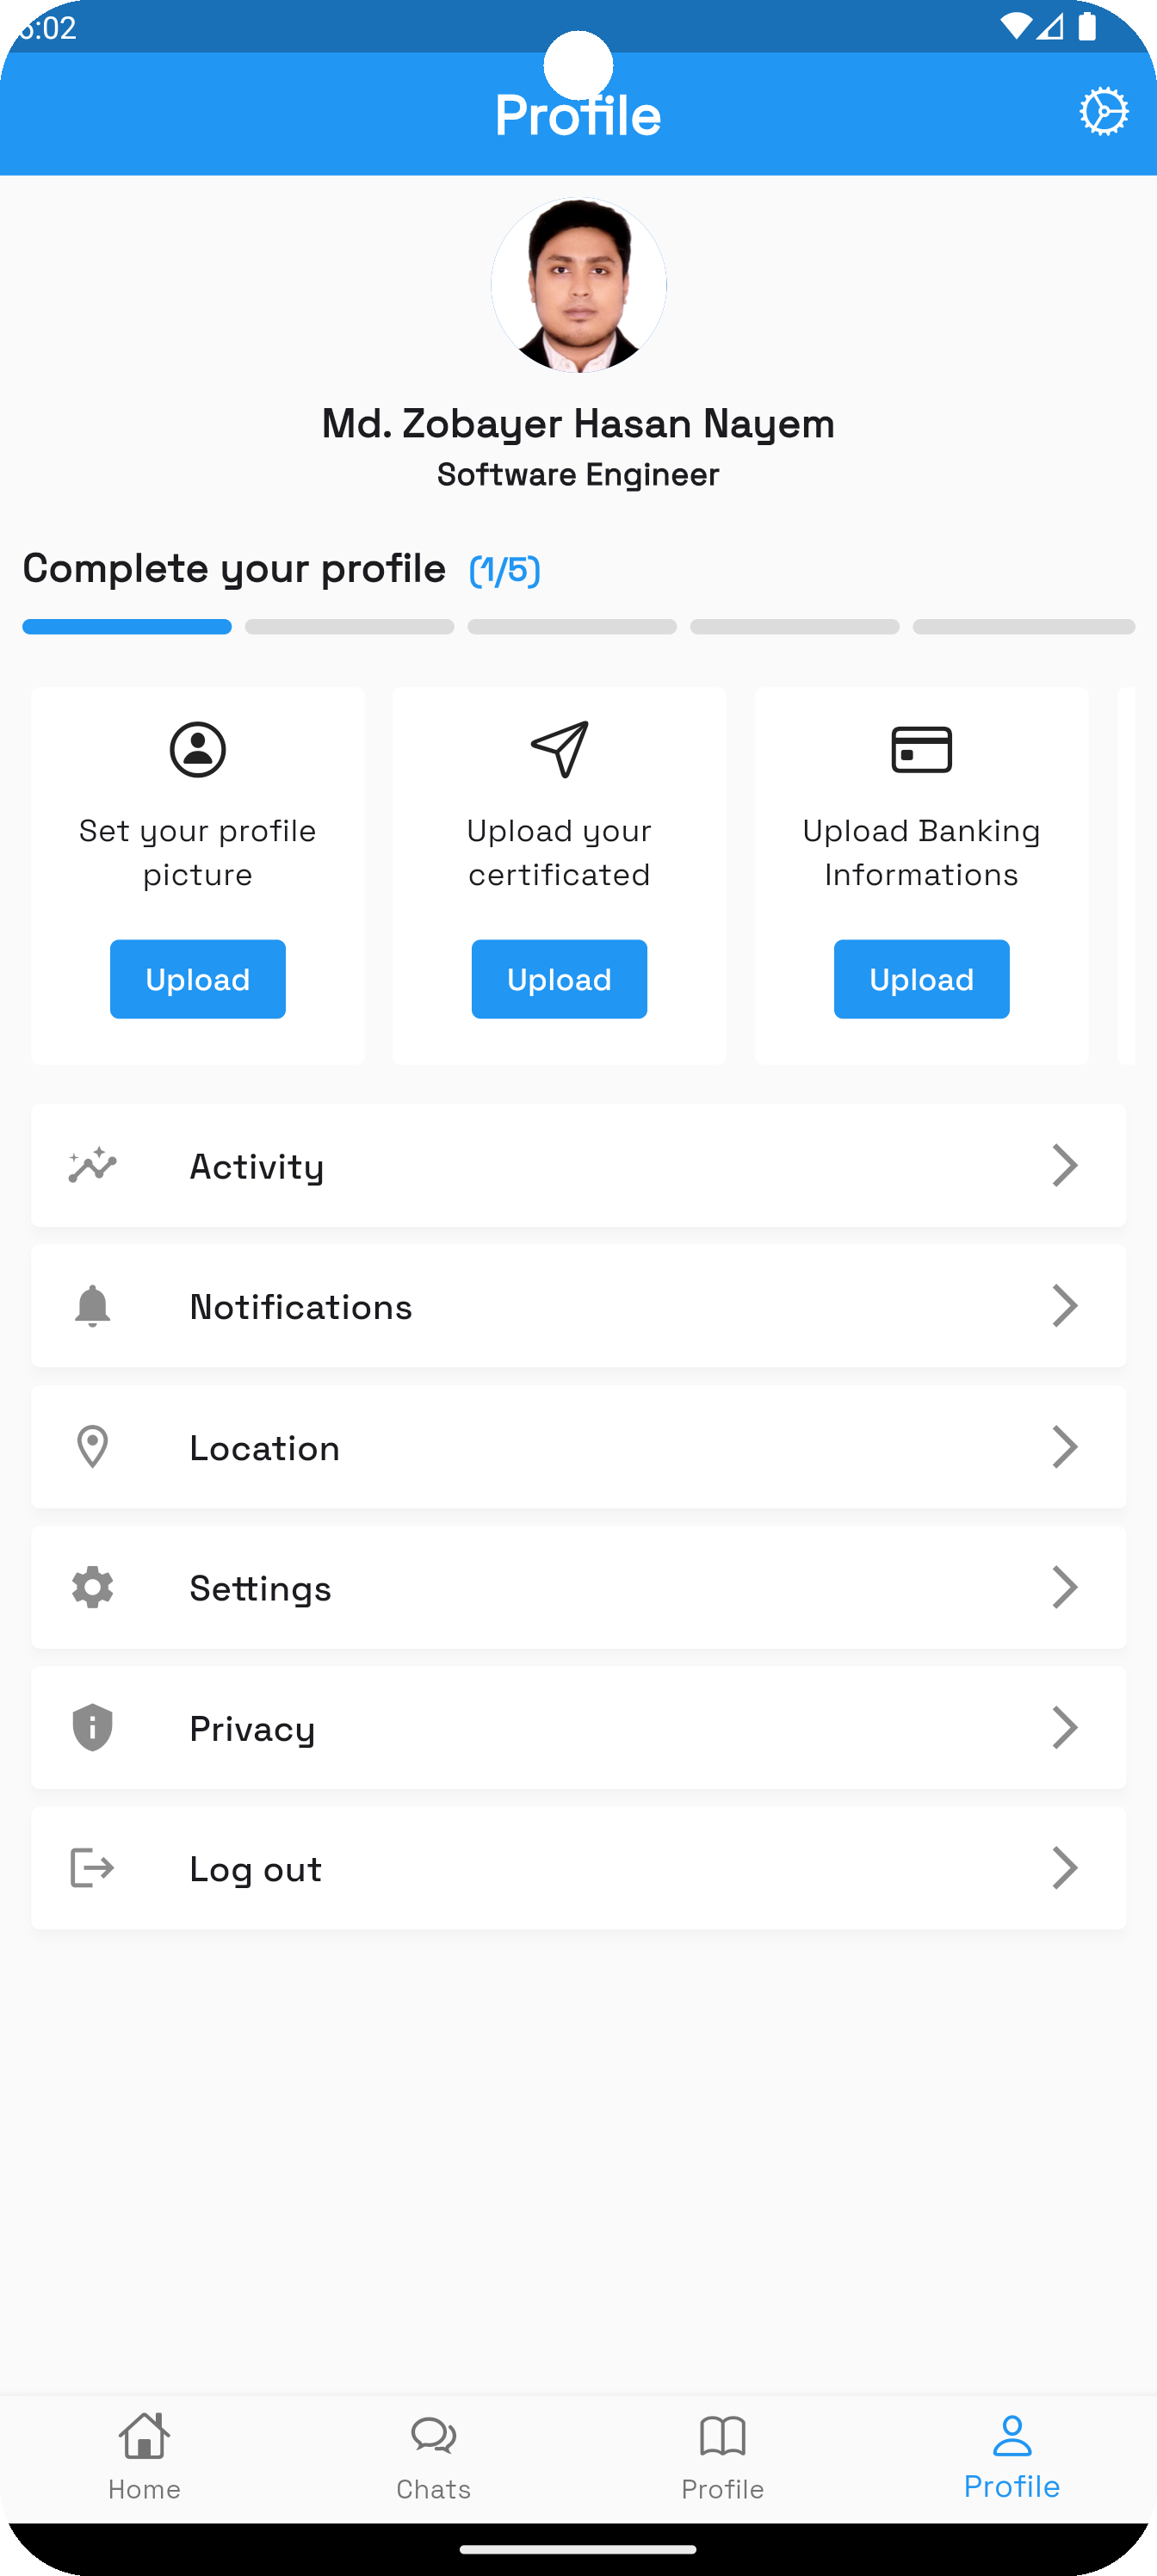 6:02
Profile
Md. Zobayer Hasan Nayem
Software Engineer
Complete your profile (1/5)
Set your profile
picture
Upload
Upload your
certificated
Upload
Upload Banking
Informations
Upload
Activity
Notifications
Location
Settings
Privacy
Log out
Home
Chats
Profile
Profile